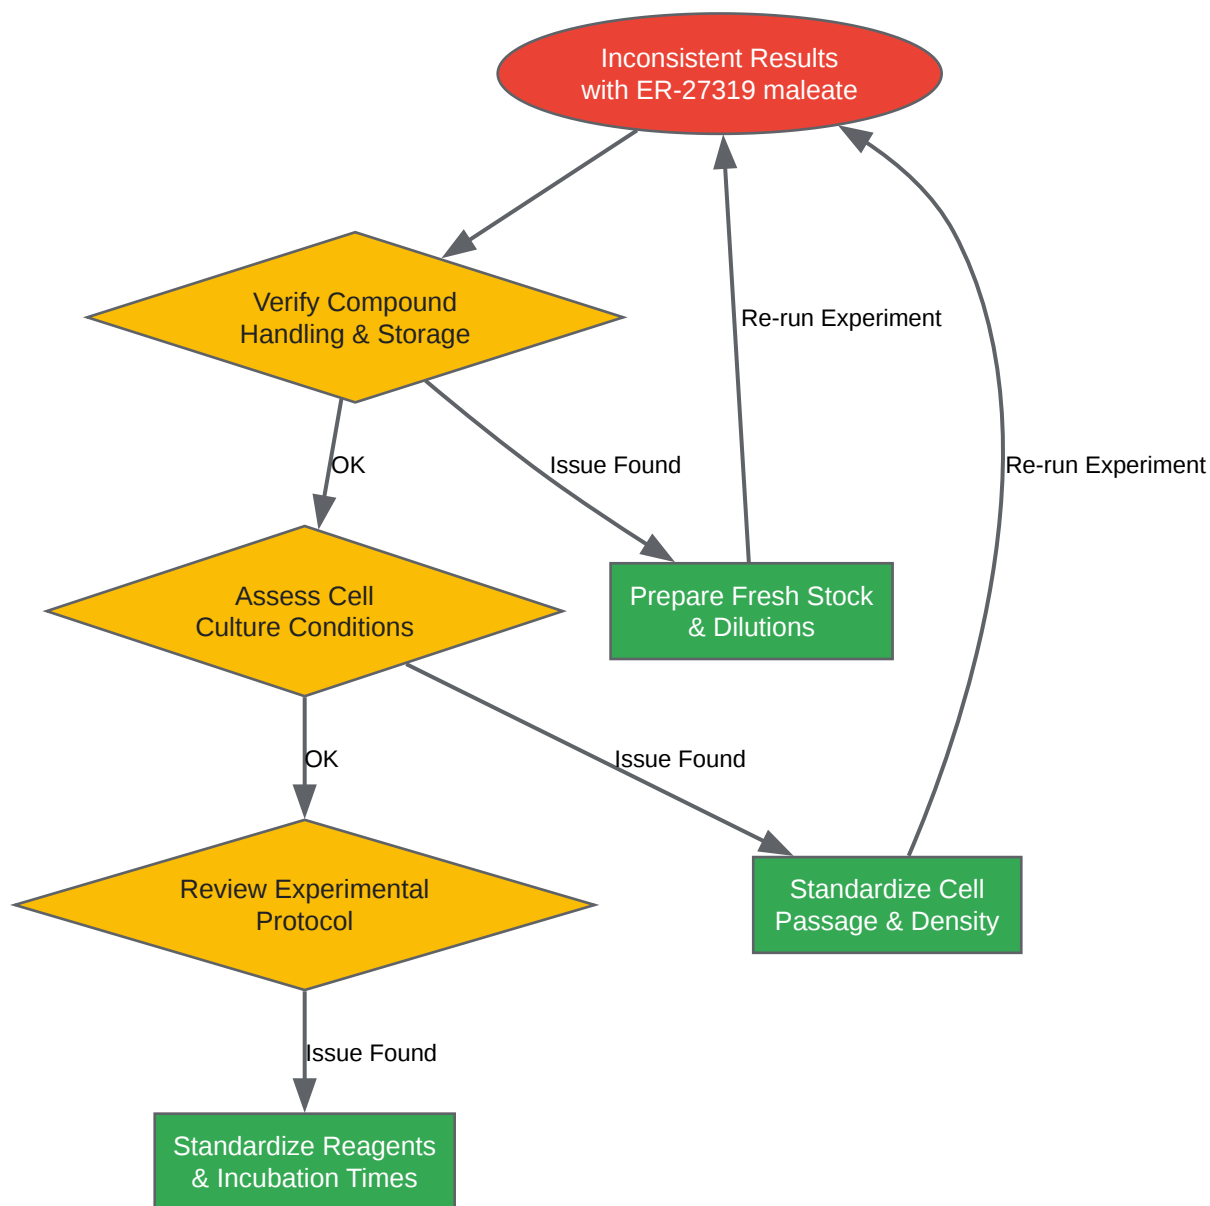 Inconsistent Results
with ER-27319 maleate
Verify Compound
Handling & Storage
Re-run Experiment
OK
Issue Found
Re-run Experiment
Assess Cell
Culture Conditions
Prepare Fresh Stock
& Dilutions
OK
Issue Found
Review Experimental
Protocol
Standardize Cell
Passage & Density
Issue Found
Standardize Reagents
& Incubation Times